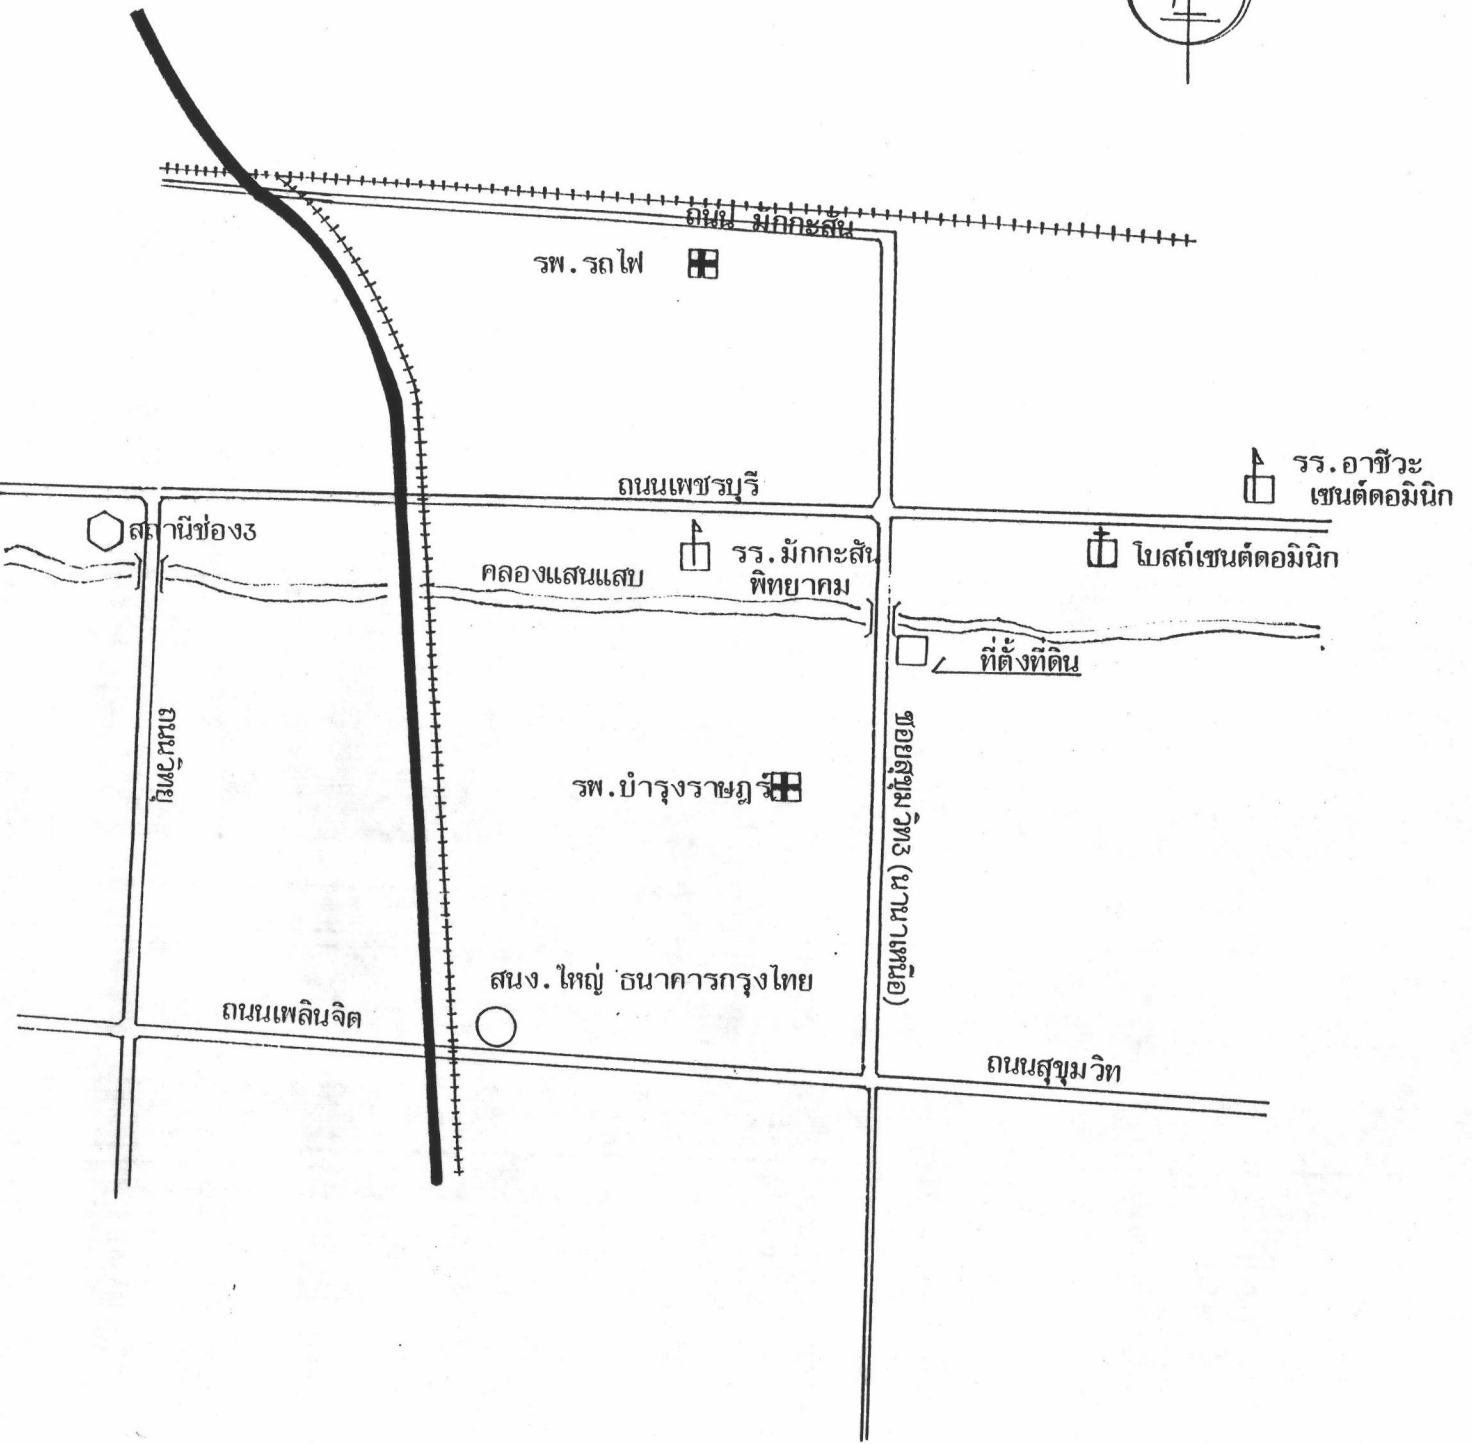 ถนน มักกะสัน
รพ.รถไฟ
รร.อาชีวะ
เซนต์ดอมินิก
ถนนเพชรบุรี
สถานีช่อง3
รร.มักกะสัน
พิทยาคม
โบสถ์เซนต์ดอมินิก
คลองแสนแสบ
ที่ตั้งที่ดิน
ถนนวิทยุ
ซอยสุขุมวิท3 (นานาเหนือ)
รพ.บำรุงราษฎร์
สนง.ใหญ่ ธนาคารกรุงไทย
ถนนเพลินจิต
ถนนสุขุมวิท